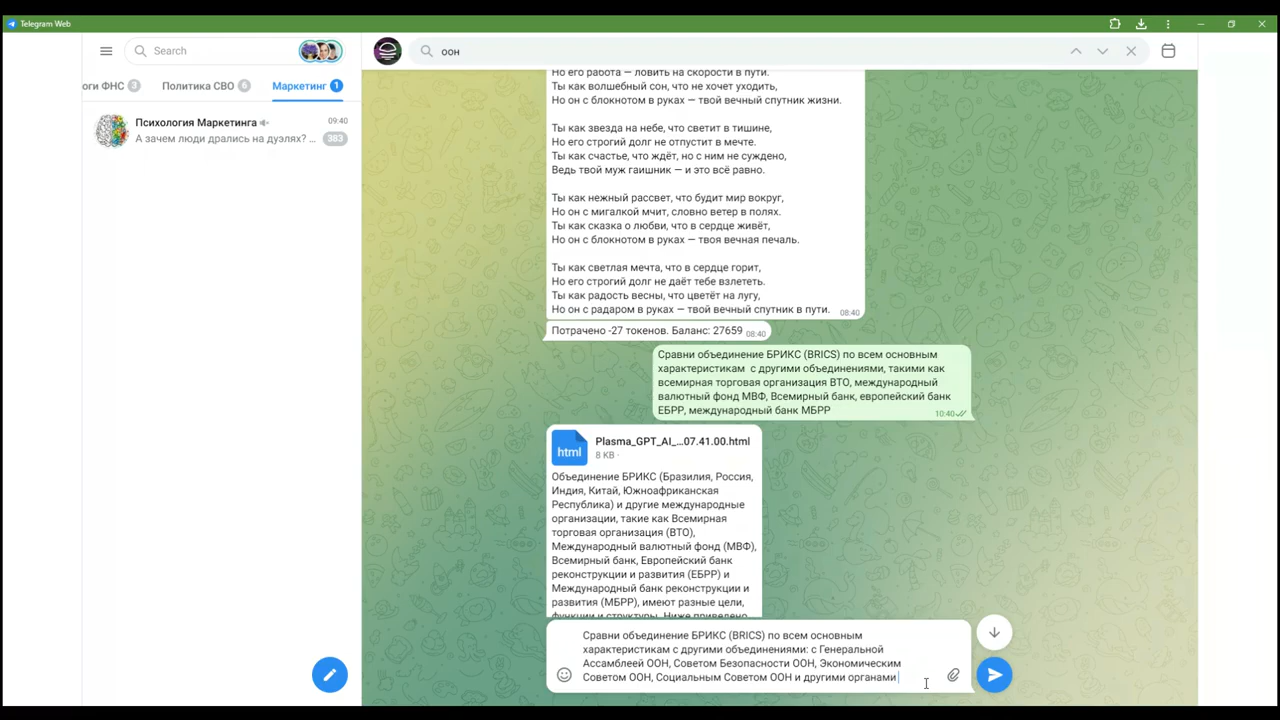 Telegram Web
Search
оги ФНС 3
Политика СВО 6
Маркетинг 1
Психология Маркетинга
09:40
А зачем люди дрались на дуэлях? ...
383
оон
Но его работа — ловить на скорости в пути.
Ты как волшебный сон, что не хочет уходить,
Но он с блокнотом в руках — твой вечный спутник жизни.
Ты как звезда на небе, что светит в тишине,
Но его строгий долг не отпустит в мечте.
Ты как счастье, что ждёт, но с ним не суждено,
Ведь твой муж гаишник — и это всё равно.
Ты как нежный рассвет, что будит мир вокруг,
Но он с мигалкой мчит, словно ветер в полях.
Ты как сказка о любви, что в сердце живёт,
Но он с блокнотом в руках — твоя вечная печаль.
Ты как светлая мечта, что в сердце горит,
Но его строгий долг не даёт тебе взлететь.
Ты как радость весны, что цветёт на лугу,
Но он с радаром в руках — твой вечный спутник в пути.
08:40
Потрачено -27 токенов. Баланс: 27659
08:40
Сравни объединение БРИКС (BRICS) по всем основным
характеристикам с другими объединениями, такими как
всемирная торговая организация ВТО, международный
валютный фонд МВФ, Всемирный банк, европейский банк
ЕБРР, международный банк МБРР
10:40
html
Plasma_GPT_AI_...07.41.00.html
8 KB ·
Объединение БРИКС (Бразилия, Россия,
Индия, Китай, Южноафриканская
Республика) и другие международные
организации, такие как Всемирная
торговая организация (ВТО),
Международный валютный фонд (МВФ),
Всемирный банк, Европейский банк
реконструкции и развития (ЕБРР) и
Международный банк реконструкции и
развития (МБРР), имеют разные цели,
функции и структуры. Ниже приведено
Сравни объединение БРИКС (BRICS) по всем основным
характеристикам с другими объединениями: с Генеральной
Ассамблеей ООН, Советом Безопасности ООН, Экономическим
Советом ООН, Социальным Советом ООН и другими органами